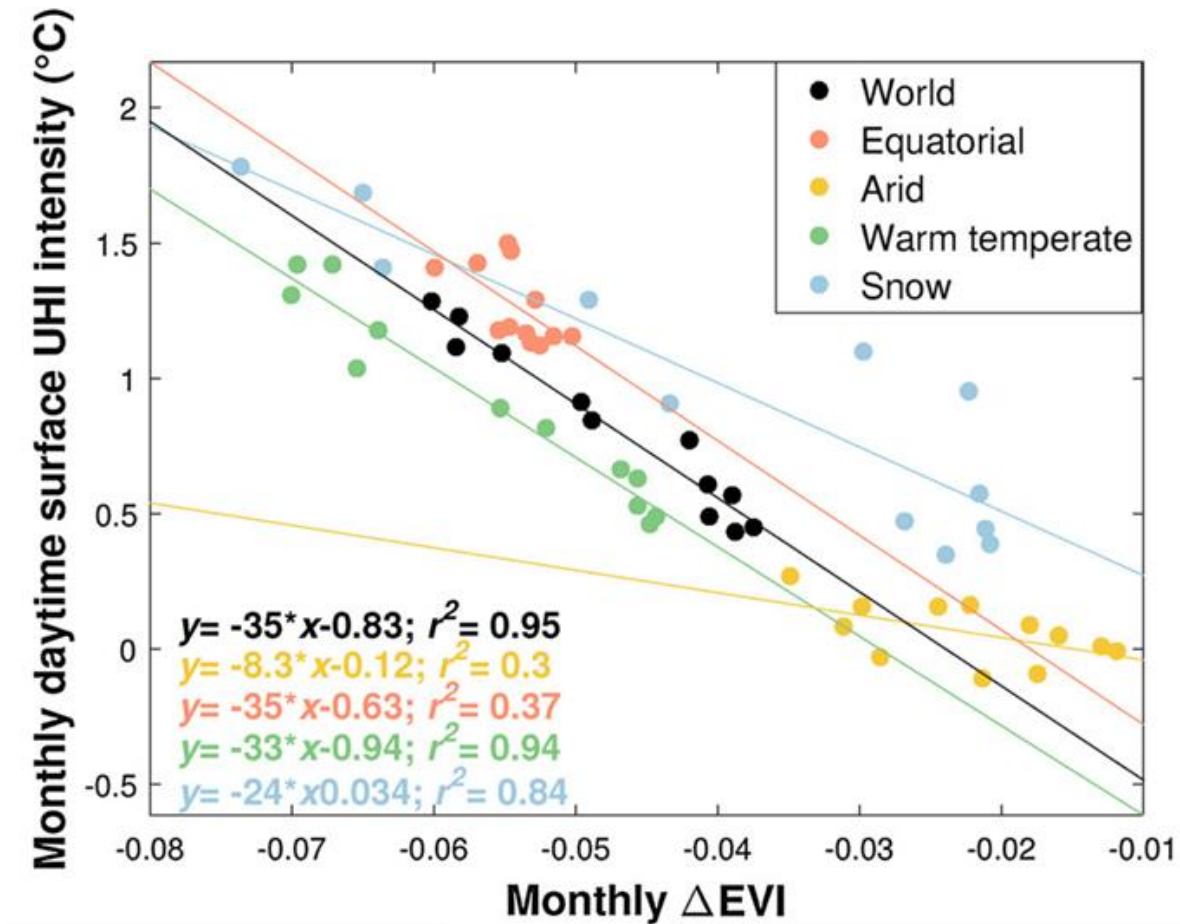 Monthly daytime surface UHI intensity (°C)
2
1.5
1
0.5
0
-0.5
World
Equatorial
Arid
Warm temperate
Snow
y= -35*x-0.83; r²= 0.95
y= -8.3*x-0.12; r²= 0.3
y= -35*x-0.63; r²= 0.37
y= -33*x-0.94; r²= 0.94
y= -24*x0.034; r²= 0.84
-0.08 -0.07 -0.06 -0.05 -0.04 -0.03 -0.02 -0.01
Monthly △EVI